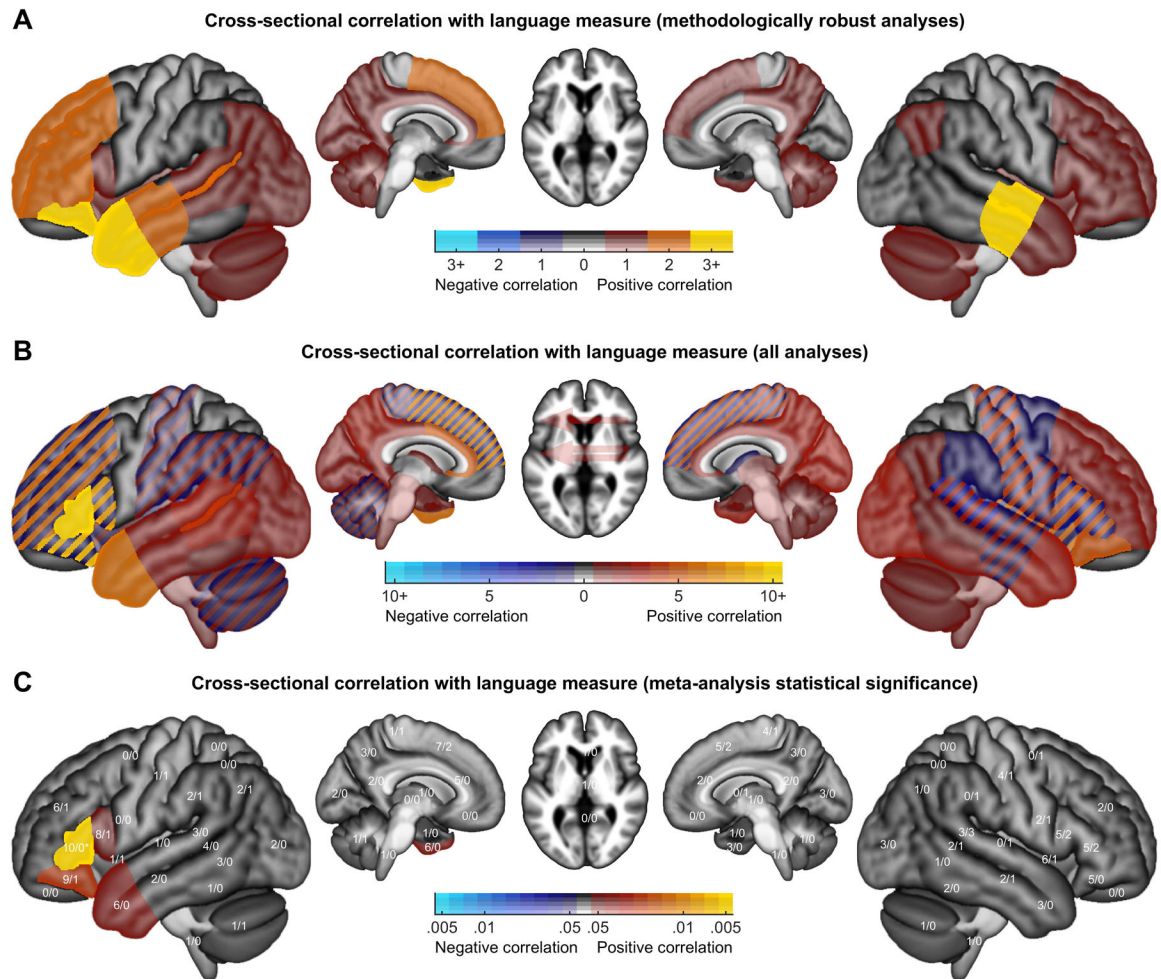 A
Cross-sectional correlation with language measure (methodologically robust analyses)
3+ 2 1 0 1 2 3+
Negative correlation Positive correlation
B
Cross-sectional correlation with language measure (all analyses)
10+ 5 0 5 10+
Negative correlation Positive correlation
C
Cross-sectional correlation with language measure (meta-analysis statistical significance)
0/0 0/0 0/0 1/1 2/1 2/1 6/1 0/0 8/1 10/0* 1/1 1/0 3/0 4/0 3/0 2/0 9/1 0/0 6/0 2/0 1/0 1/1 1/0
1/1 7/2 3/0 2/0 5/0 1/0 0/0 2/0 0/0 1/1 1/0 1/0 6/0
1/0 1/0 0/0
4/1 5/2 3/0 2/0 5/0 0/1 1/0 3/0 0/0 1/0 3/0 1/0 1/1
0/0 0/0 0/1 4/1 0/1 2/0 2/1 5/2 5/2 3/3 2/1 0/1 6/1 3/0 1/0 2/0 2/1 5/0 0/0 3/0 1/0 1/0
.005 .01 .05 .05 .01 .005
Negative correlation Positive correlation